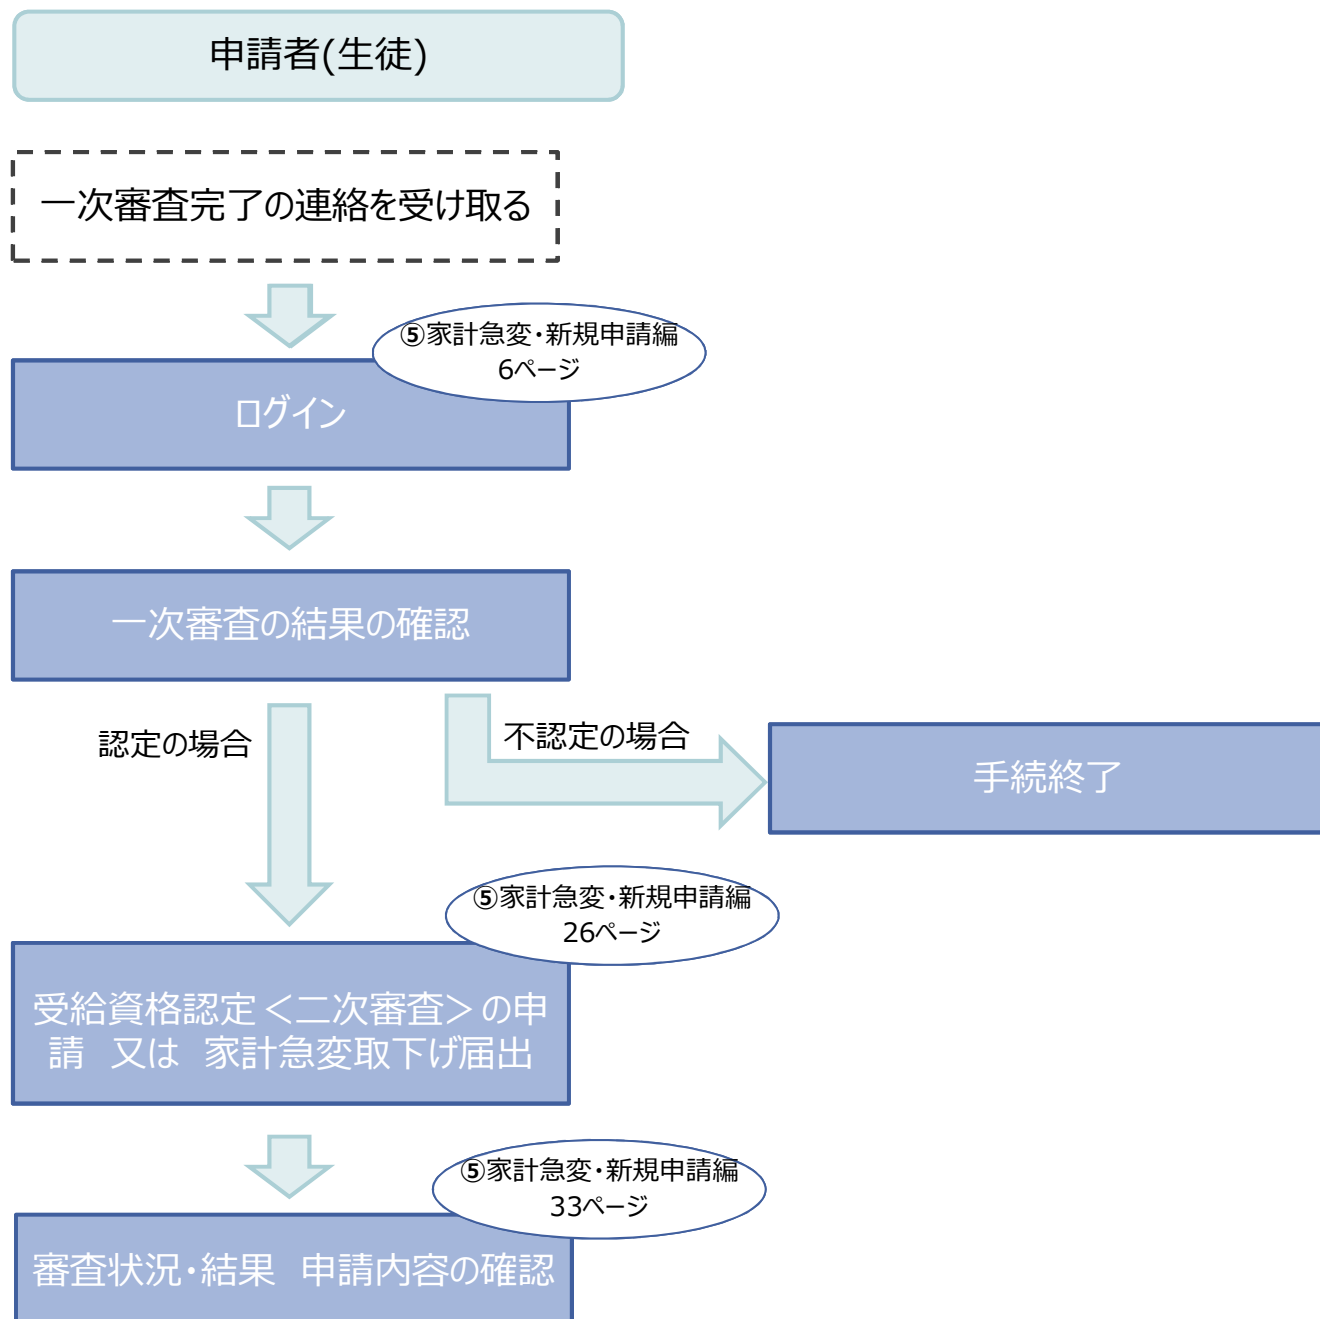 申請者(生徒)
一次審査完了の連絡を受け取る
⑤家計急変・新規申請編
6ページ
ログイン
一次審査の結果の確認
認定の場合
不認定の場合
手続終了
⑤家計急変・新規申請編
26ページ
受給資格認定<二次審査>の申
請 又は 家計急変取下げ届出
⑤家計急変・新規申請編
33ページ
審査状況・結果 申請内容の確認